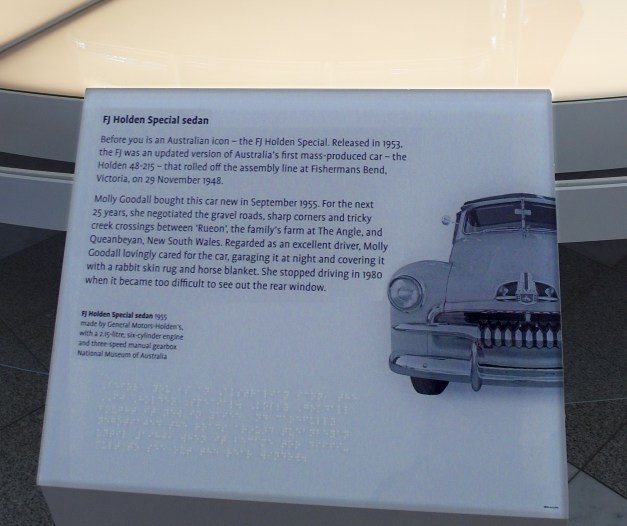 FJ Holden Special sedan
Before you is an Australian icon – the FJ Holden Special. Released in 1953,
the FJ was an updated version of Australia's first mass-produced car – the
Holden 48-215 – that rolled off the assembly line at Fishermans Bend,
Victoria, on 29 November 1948.
Molly Goodall bought this car new in September 1955. For the next
25 years, she negotiated the gravel roads, sharp corners and tricky
creek crossings between 'Rueon', the family's farm at The Angle, and
Queanbeyan, New South Wales. Regarded as an excellent driver, Molly
Goodall lovingly cared for the car, garaging it at night and covering it
with a rabbit skin rug and horse blanket. She stopped driving in 1980
when it became too difficult to see out the rear window.
FJ Holden Special sedan 1955
made by General Motors-Holden's,
with a 2.15-litre, six-cylinder engine
and three-speed manual gearbox
National Museum of Australia